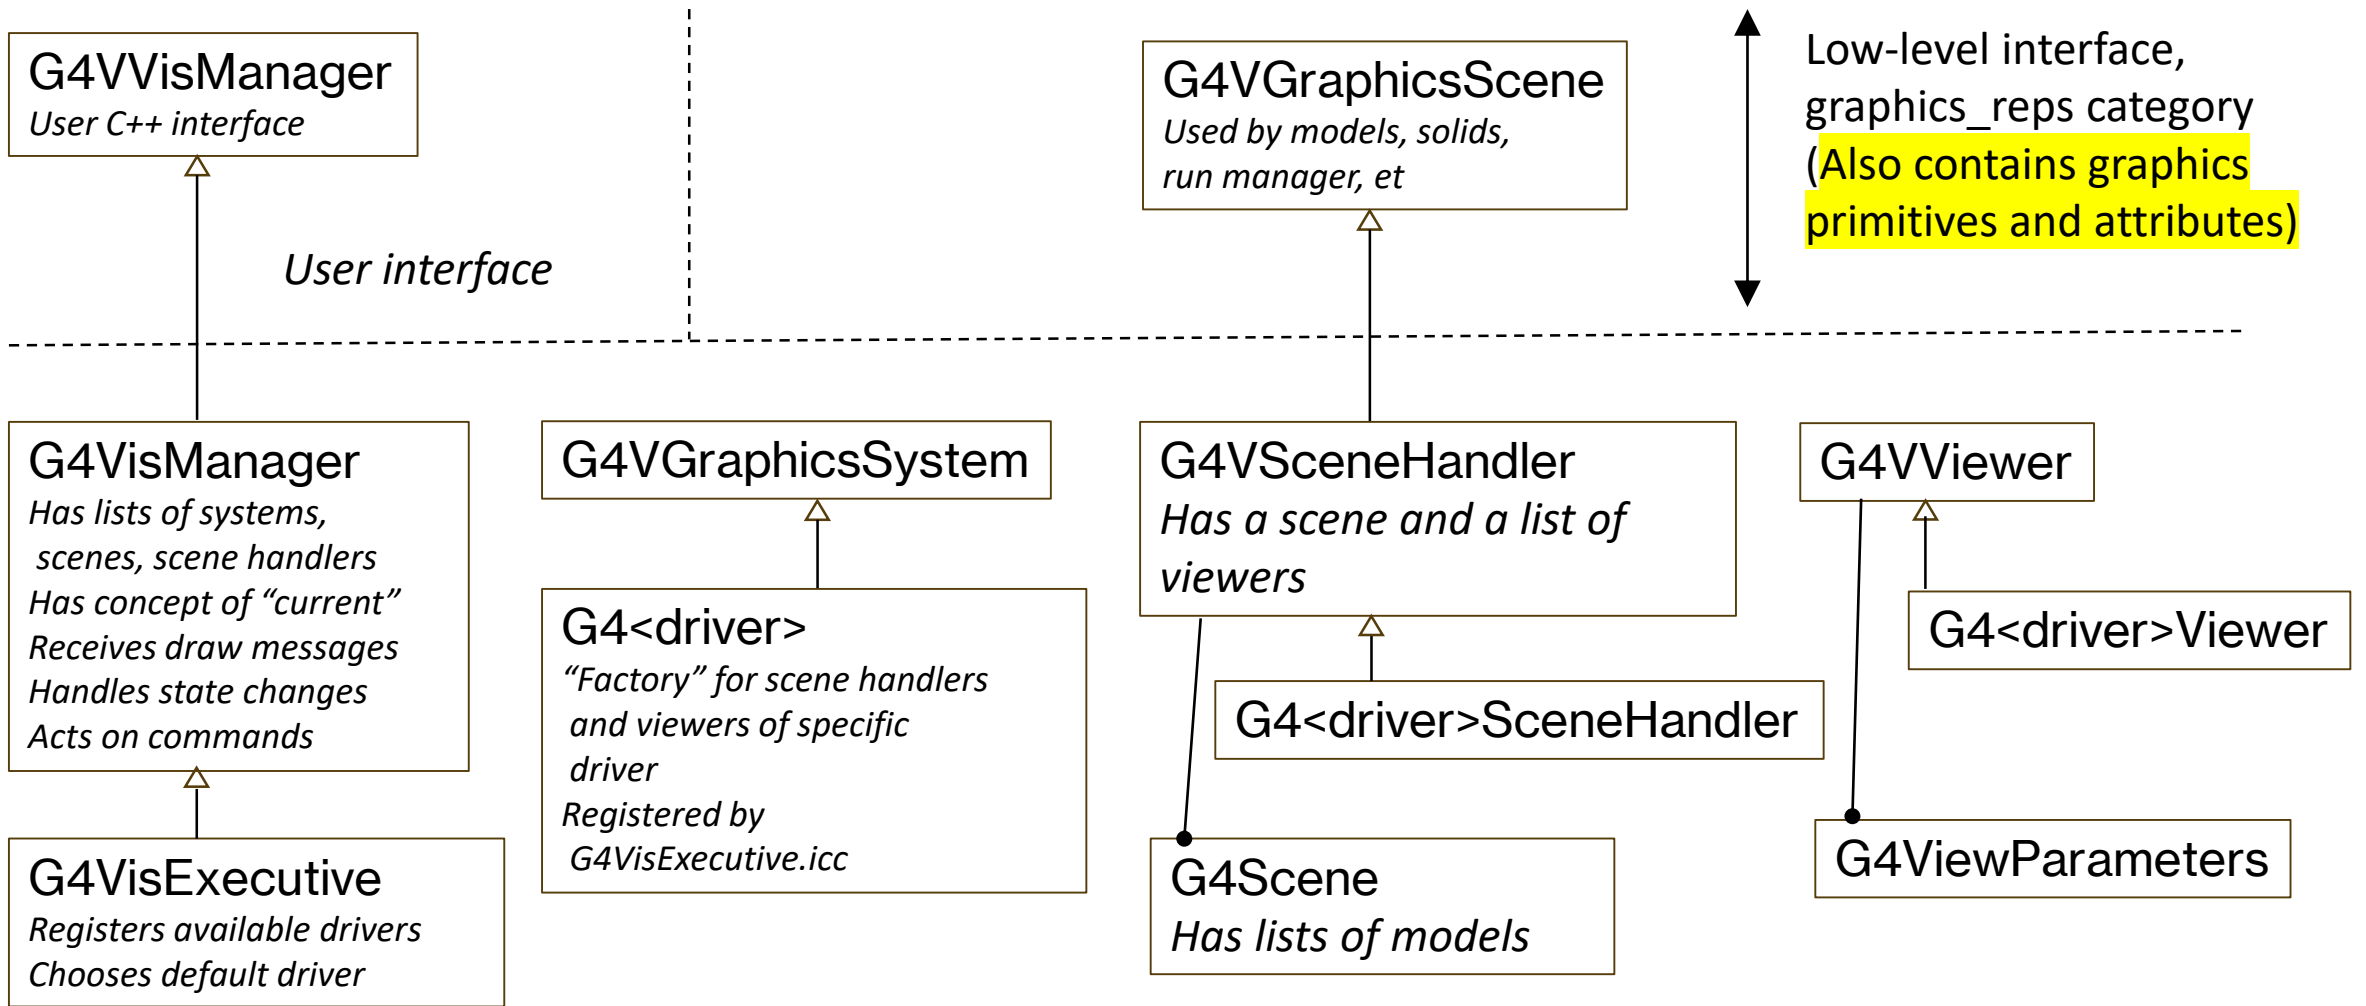 G4VVisManager
User C++ interface
G4VGraphicsScene
Used by models, solids,
run manager, et
Low-level interface,
graphics_reps category
(Also contains graphics
primitives and attributes)
User interface
G4VisManager
Has lists of systems,
scenes, scene handlers
Has concept of “current”
Receives draw messages
Handles state changes
Acts on commands
G4VGraphicsSystem
G4VSceneHandler
Has a scene and a list of
viewers
G4VViewer
G4<driver>
“Factory” for scene handlers
and viewers of specific
driver
Registered by
G4VisExecutive.icc
G4<driver>Viewer
G4<driver>SceneHandler
G4VisExecutive
Registers available drivers
Chooses default driver
G4Scene
Has lists of models
G4ViewParameters